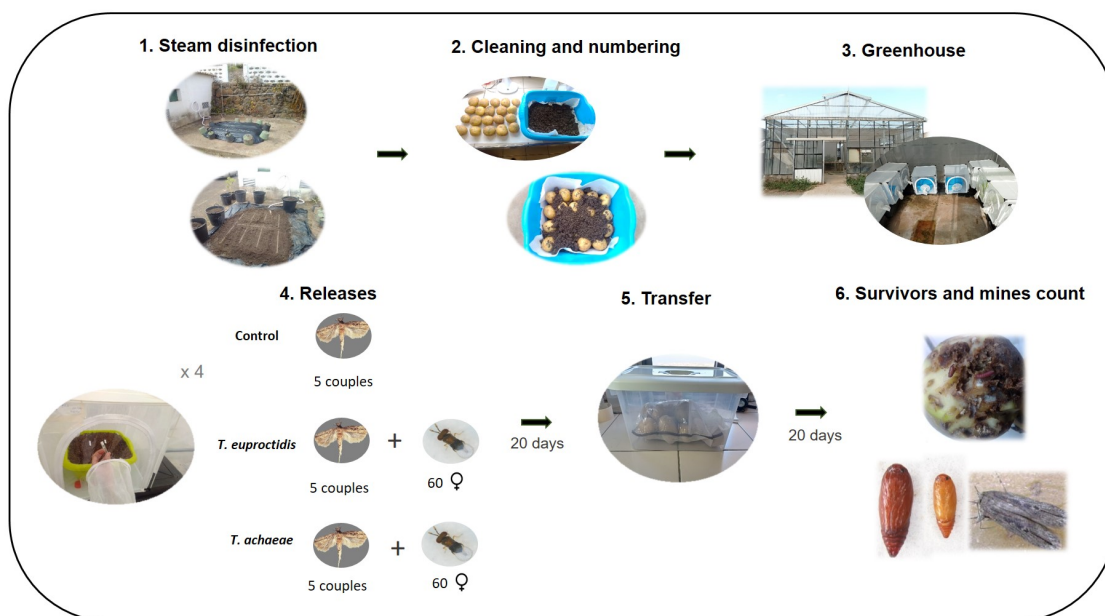 1. Steam disinfection
2. Cleaning and numbering
3. Greenhouse
4. Releases
5. Transfer
6. Survivors and mines count
Control
x 4
5 couples
T. euproctidis
+
20 days
20 days
5 couples
60 ♀
T. achaeae
+
5 couples
60 ♀